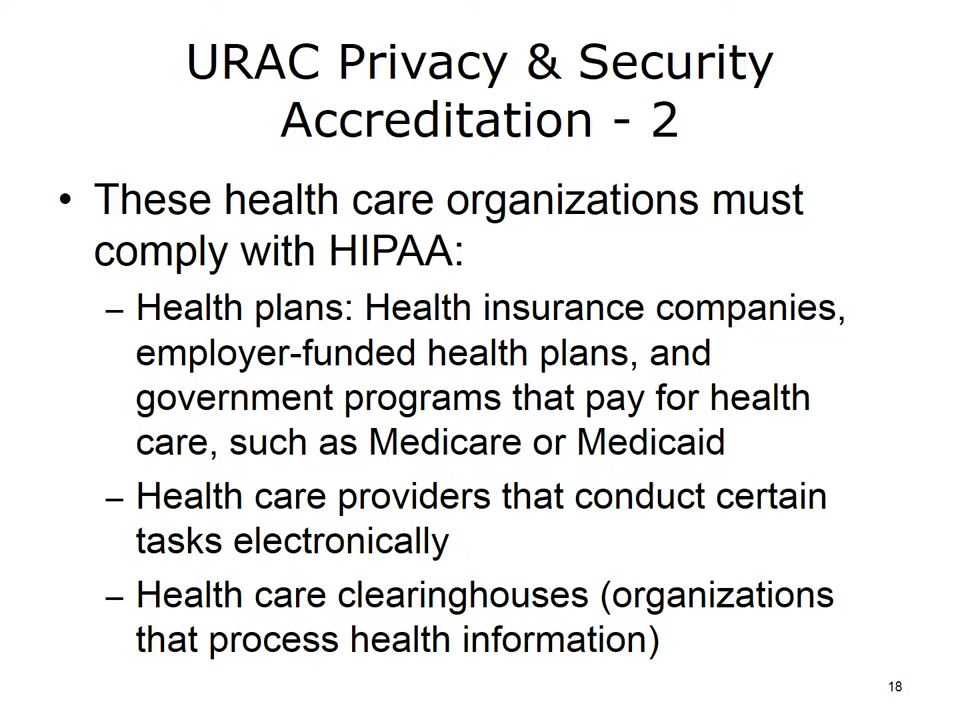 URAC Privacy & Security
Accreditation - 2
• These health care organizations must
comply with HIPAA:
– Health plans: Health insurance companies,
employer-funded health plans, and
government programs that pay for health
care, such as Medicare or Medicaid
– Health care providers that conduct certain
tasks electronically
– Health care clearinghouses (organizations
that process health information)
18